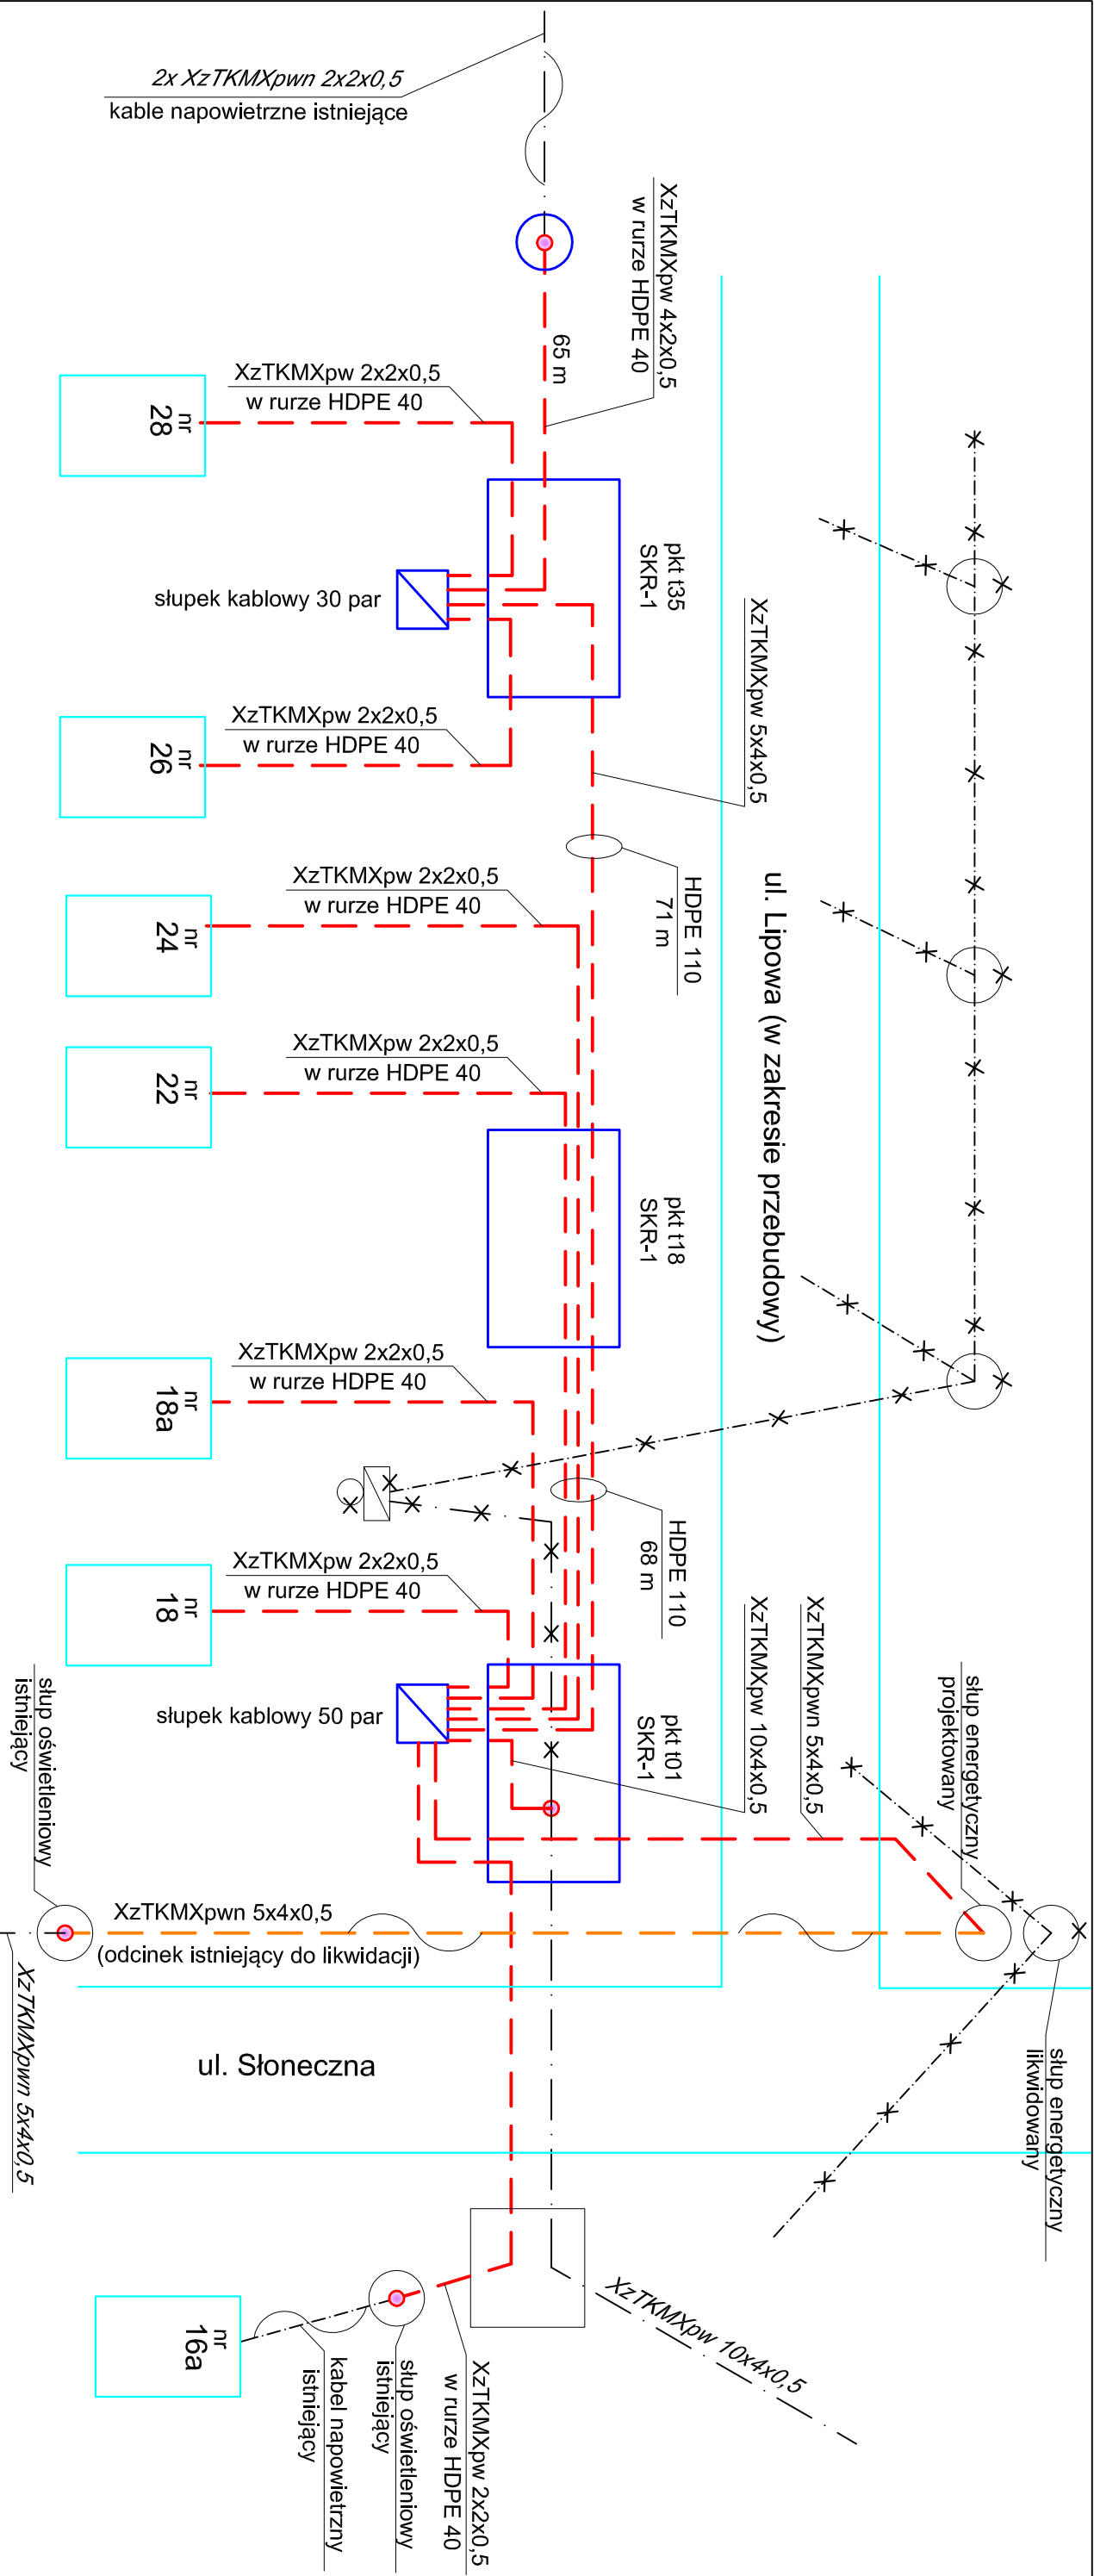 2x XzTKMXpwn 2x2x0,5
kable napowietrzne istniejące
XzTKMXpw 4x2x0,5
w rurze HDPE 40
65 m
XzTKMXpw 2x2x0,5
w rurze HDPE 40
nr
28
pkt t35
SKR-1
słupek kablowy 30 par
XzTKMXpw 5x4x0,5
XzTKMXpw 2x2x0,5
w rurze HDPE 40
nr
26
HDPE 110
71 m
ul. Lipowa (w zakresie przebudowy)
XzTKMXpw 2x2x0,5
w rurze HDPE 40
nr
24
XzTKMXpw 2x2x0,5
w rurze HDPE 40
nr
22
pkt t18
SKR-1
XzTKMXpw 2x2x0,5
w rurze HDPE 40
nr
18a
HDPE 110
68 m
XzTKMXpw 2x2x0,5
w rurze HDPE 40
nr
18
XzTKMXpw 10x4x0,5
XzTKMXpwn 5x4x0,5
słup energetyczny
projektowany
pkt t01
SKR-1
słupek kablowy 50 par
słup oświetleniowy
istniejący
XzTKMXpwn 5x4x0,5
(odcinek istniejący do likwidacji)
XzTKMXpwn 5x4x0,5
ul. Słoneczna
słup energetyczny
likwidowany
XzTKMXpw 10x4x0,5
nr
16a
XzTKMXpw 2x2x0,5
w rurze HDPE 40
słup oświetleniowy
istniejący
kabel napowietrzny
istniejący